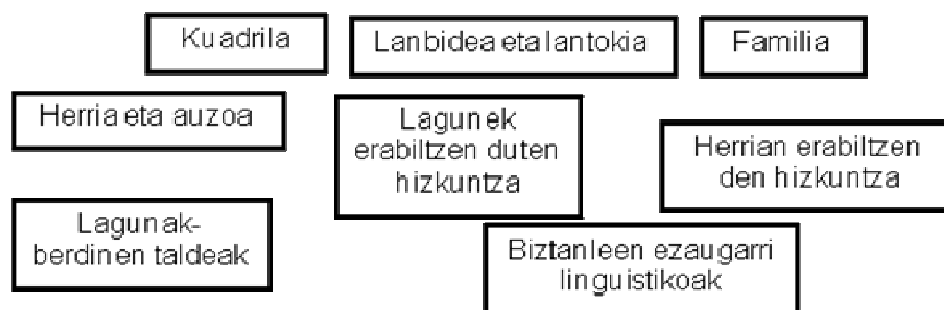 Kuadrila
Lanbidea eta lantokia
Familia
Herria eta auzoa
Lagunek
erabiltzen duten
hizkuntza
Herrian erabiltzen
den hizkuntza
Lagunak-
berdinen taldeak
Biztanleen ezaugarri
linguistikoak